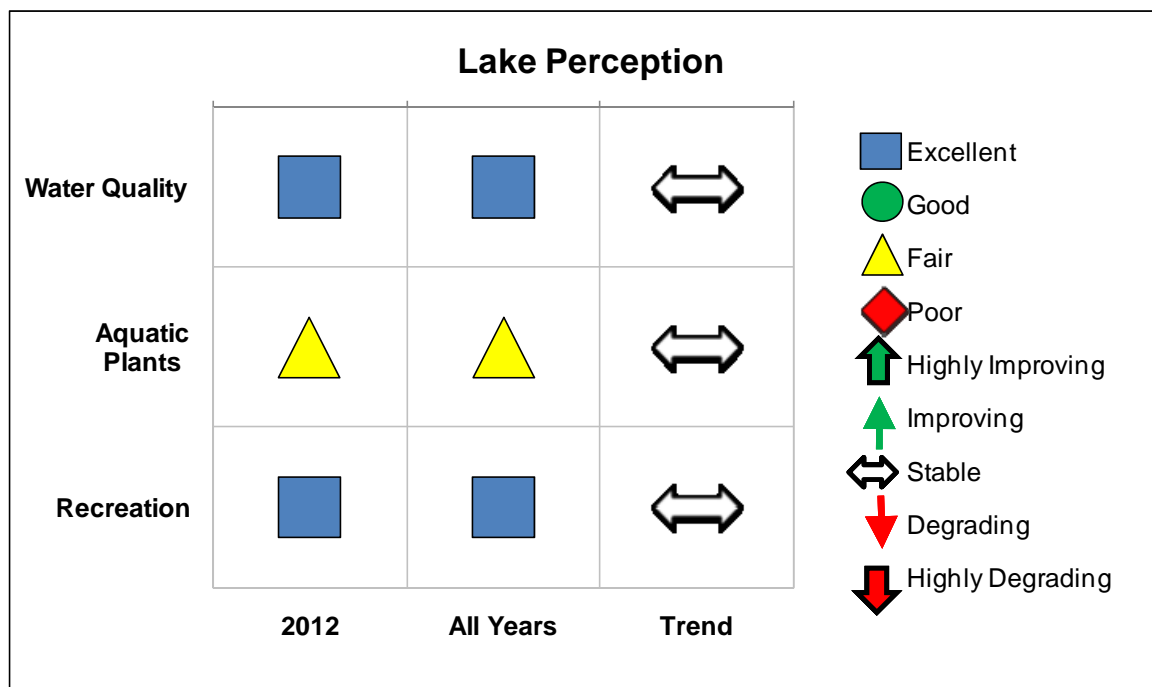 Lake Perception
Water Quality
Aquatic
Plants
Recreation
2012
All Years
Trend
Excellent
Good
Fair
Poor
Highly Improving
Improving
Stable
Degrading
Highly Degrading